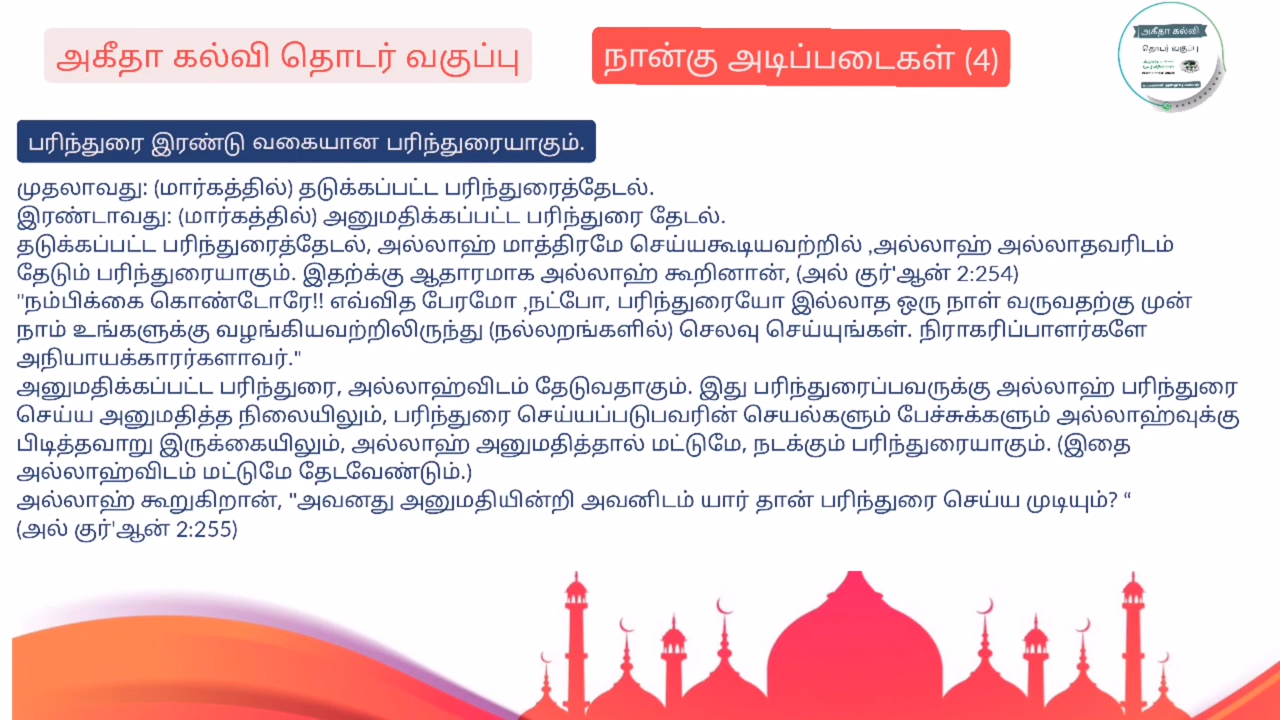 அகீதா கல்வி தொடர் வகுப்பு
நான்கு அடிப்படைகள் (4)
அகீதா கல்வி
தொடர் வகுப்பு
பரிந்துரை இரண்டு வகையான பரிந்துரையாகும்.
முதலாவது: (மார்கத்தில்) தடுக்கப்பட்ட பரிந்துரைத்தேடல்.
இரண்டாவது: (மார்கத்தில்) அனுமதிக்கப்பட்ட பரிந்துரை தேடல்.
தடுக்கப்பட்ட பரிந்துரைத்தேடல், அல்லாஹ் மாத்திரமே செய்யகூடியவற்றில் ,அல்லாஹ் அல்லாதவரிடம்
தேடும் பரிந்துரையாகும். இதற்க்கு ஆதாரமாக அல்லாஹ் கூறினான், (அல் குர்'ஆன் 2:254)
"நம்பிக்கை கொண்டோரே!! எவ்வித பேரமோ ,நட்போ, பரிந்துரையோ இல்லாத ஒரு நாள் வருவதற்கு முன்
நாம் உங்களுக்கு வழங்கியவற்றிலிருந்து (நல்லறங்களில்) செலவு செய்யுங்கள். நிராகரிப்பாளர்களே
அநியாயக்காரர்களாவர்."
அனுமதிக்கப்பட்ட பரிந்துரை, அல்லாஹ்விடம் தேடுவதாகும். இது பரிந்துரைப்பவருக்கு அல்லாஹ் பரிந்துரை
செய்ய அனுமதித்த நிலையிலும், பரிந்துரை செய்யப்படுபவரின் செயல்களும் பேச்சுக்களும் அல்லாஹ்வுக்கு
பிடித்தவாறு இருக்கையிலும், அல்லாஹ் அனுமதித்தால் மட்டுமே, நடக்கும் பரிந்துரையாகும். (இதை
அல்லாஹ்விடம் மட்டுமே தேடவேண்டும்.)
அல்லாஹ் கூறுகிறான், "அவனது அனுமதியின்றி அவனிடம் யார் தான் பரிந்துரை செய்ய முடியும்? “
(அல் குர்'ஆன் 2:255)